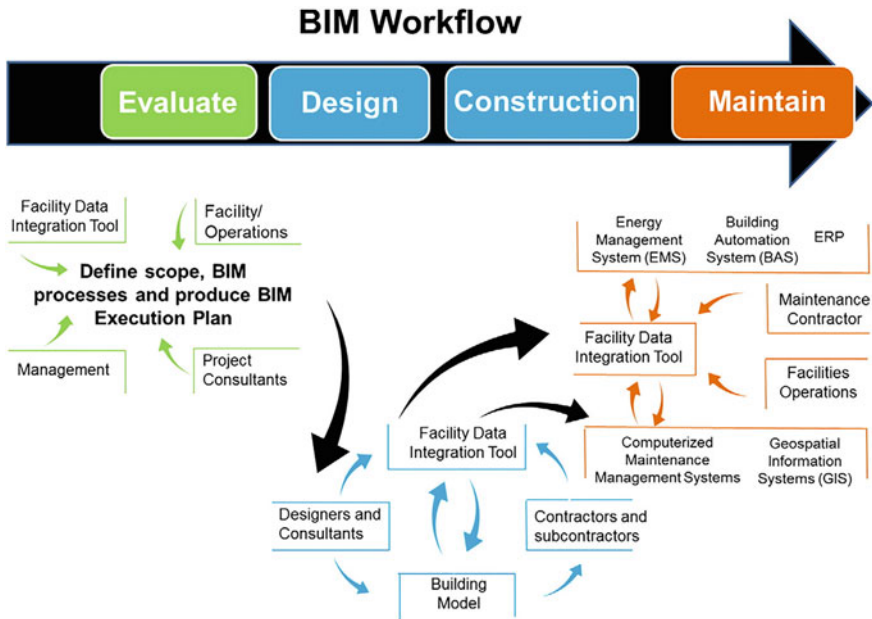 BIM Workflow
Evaluate
Design
Construction
Maintain
Facility Data
Integration Tool
Facility/
Operations
Define scope, BIM
processes and produce BIM
Execution Plan
Management
Project
Consultants
Facility Data
Integration Tool
Designers and
Consultants
Contractors and
subcontractors
Building
Model
Energy
Management
System (EMS)
Building
Automation
System (BAS)
ERP
Maintenance
Contractor
Facility Data
Integration Tool
Facilities
Operations
Computerized
Maintenance
Management Systems
Geospatial
Information
Systems (GIS)